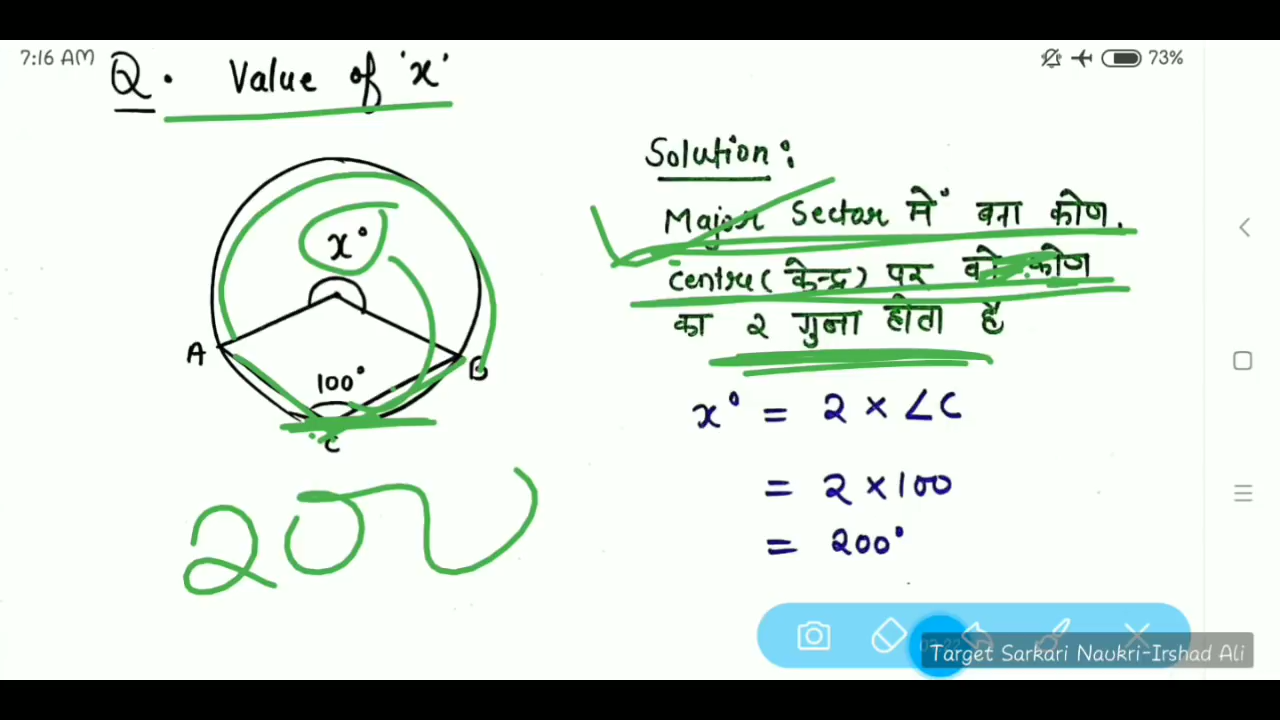 7:16 AM
73%
Q. Value of 'x'
x°
A
B
100°
C
200
Solution:
Major Sector में बना कोण.
Centre (केन्द्र) पर बने कोण
का २ गुना होता है
x° = 2 × ∠C
= 2 × 100
= 200°
Target Sarkari Naukri-Irshad Ali